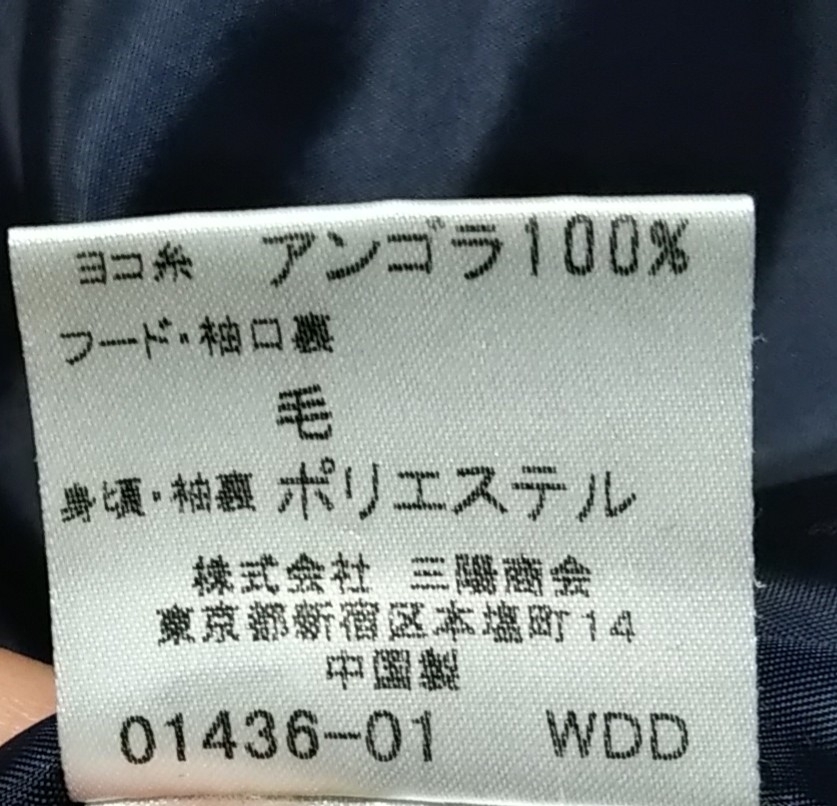 ヨコ糸 アンゴラ100%
フード・袖口裏
毛
身頃・袖裏 ポリエステル
株式会社 三陽商会
東京都新宿区本塩町14
中国製
01436-01 WDD